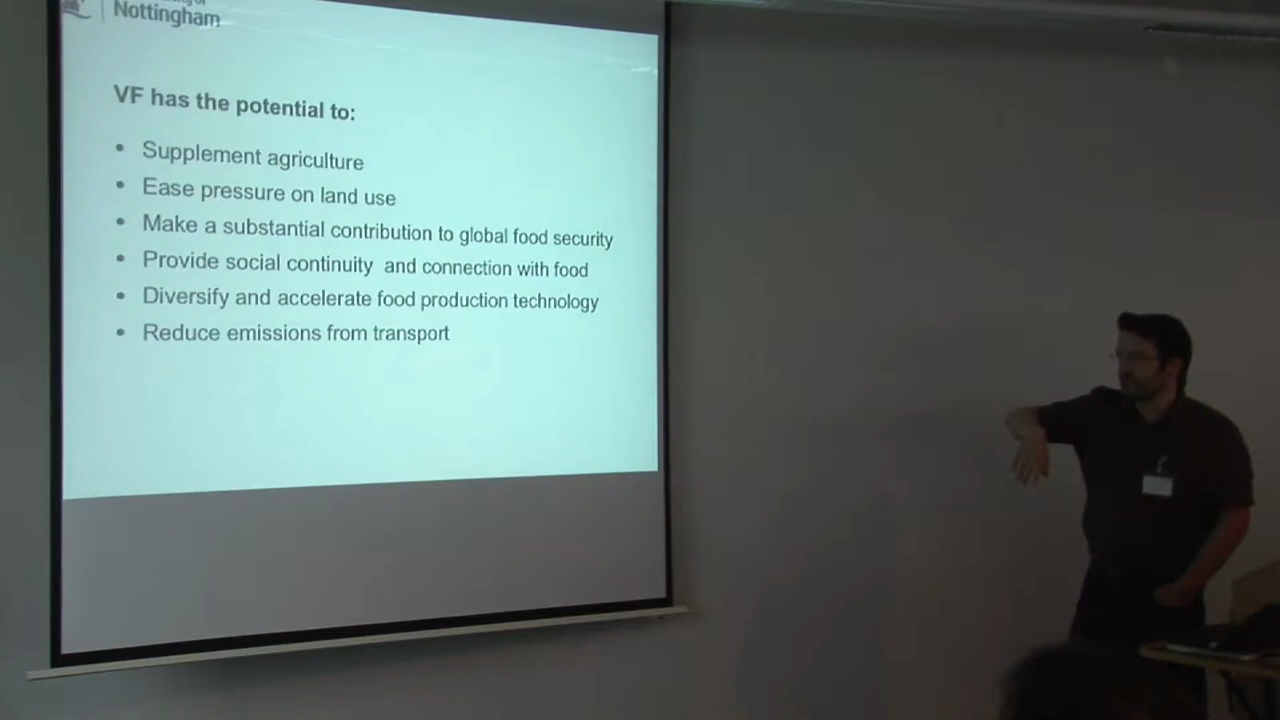 Nottingham
VF has the potential to:
• Supplement agriculture
• Ease pressure on land use
• Make a substantial contribution to global food security
• Provide social continuity and connection with food
• Diversify and accelerate food production technology
• Reduce emissions from transport